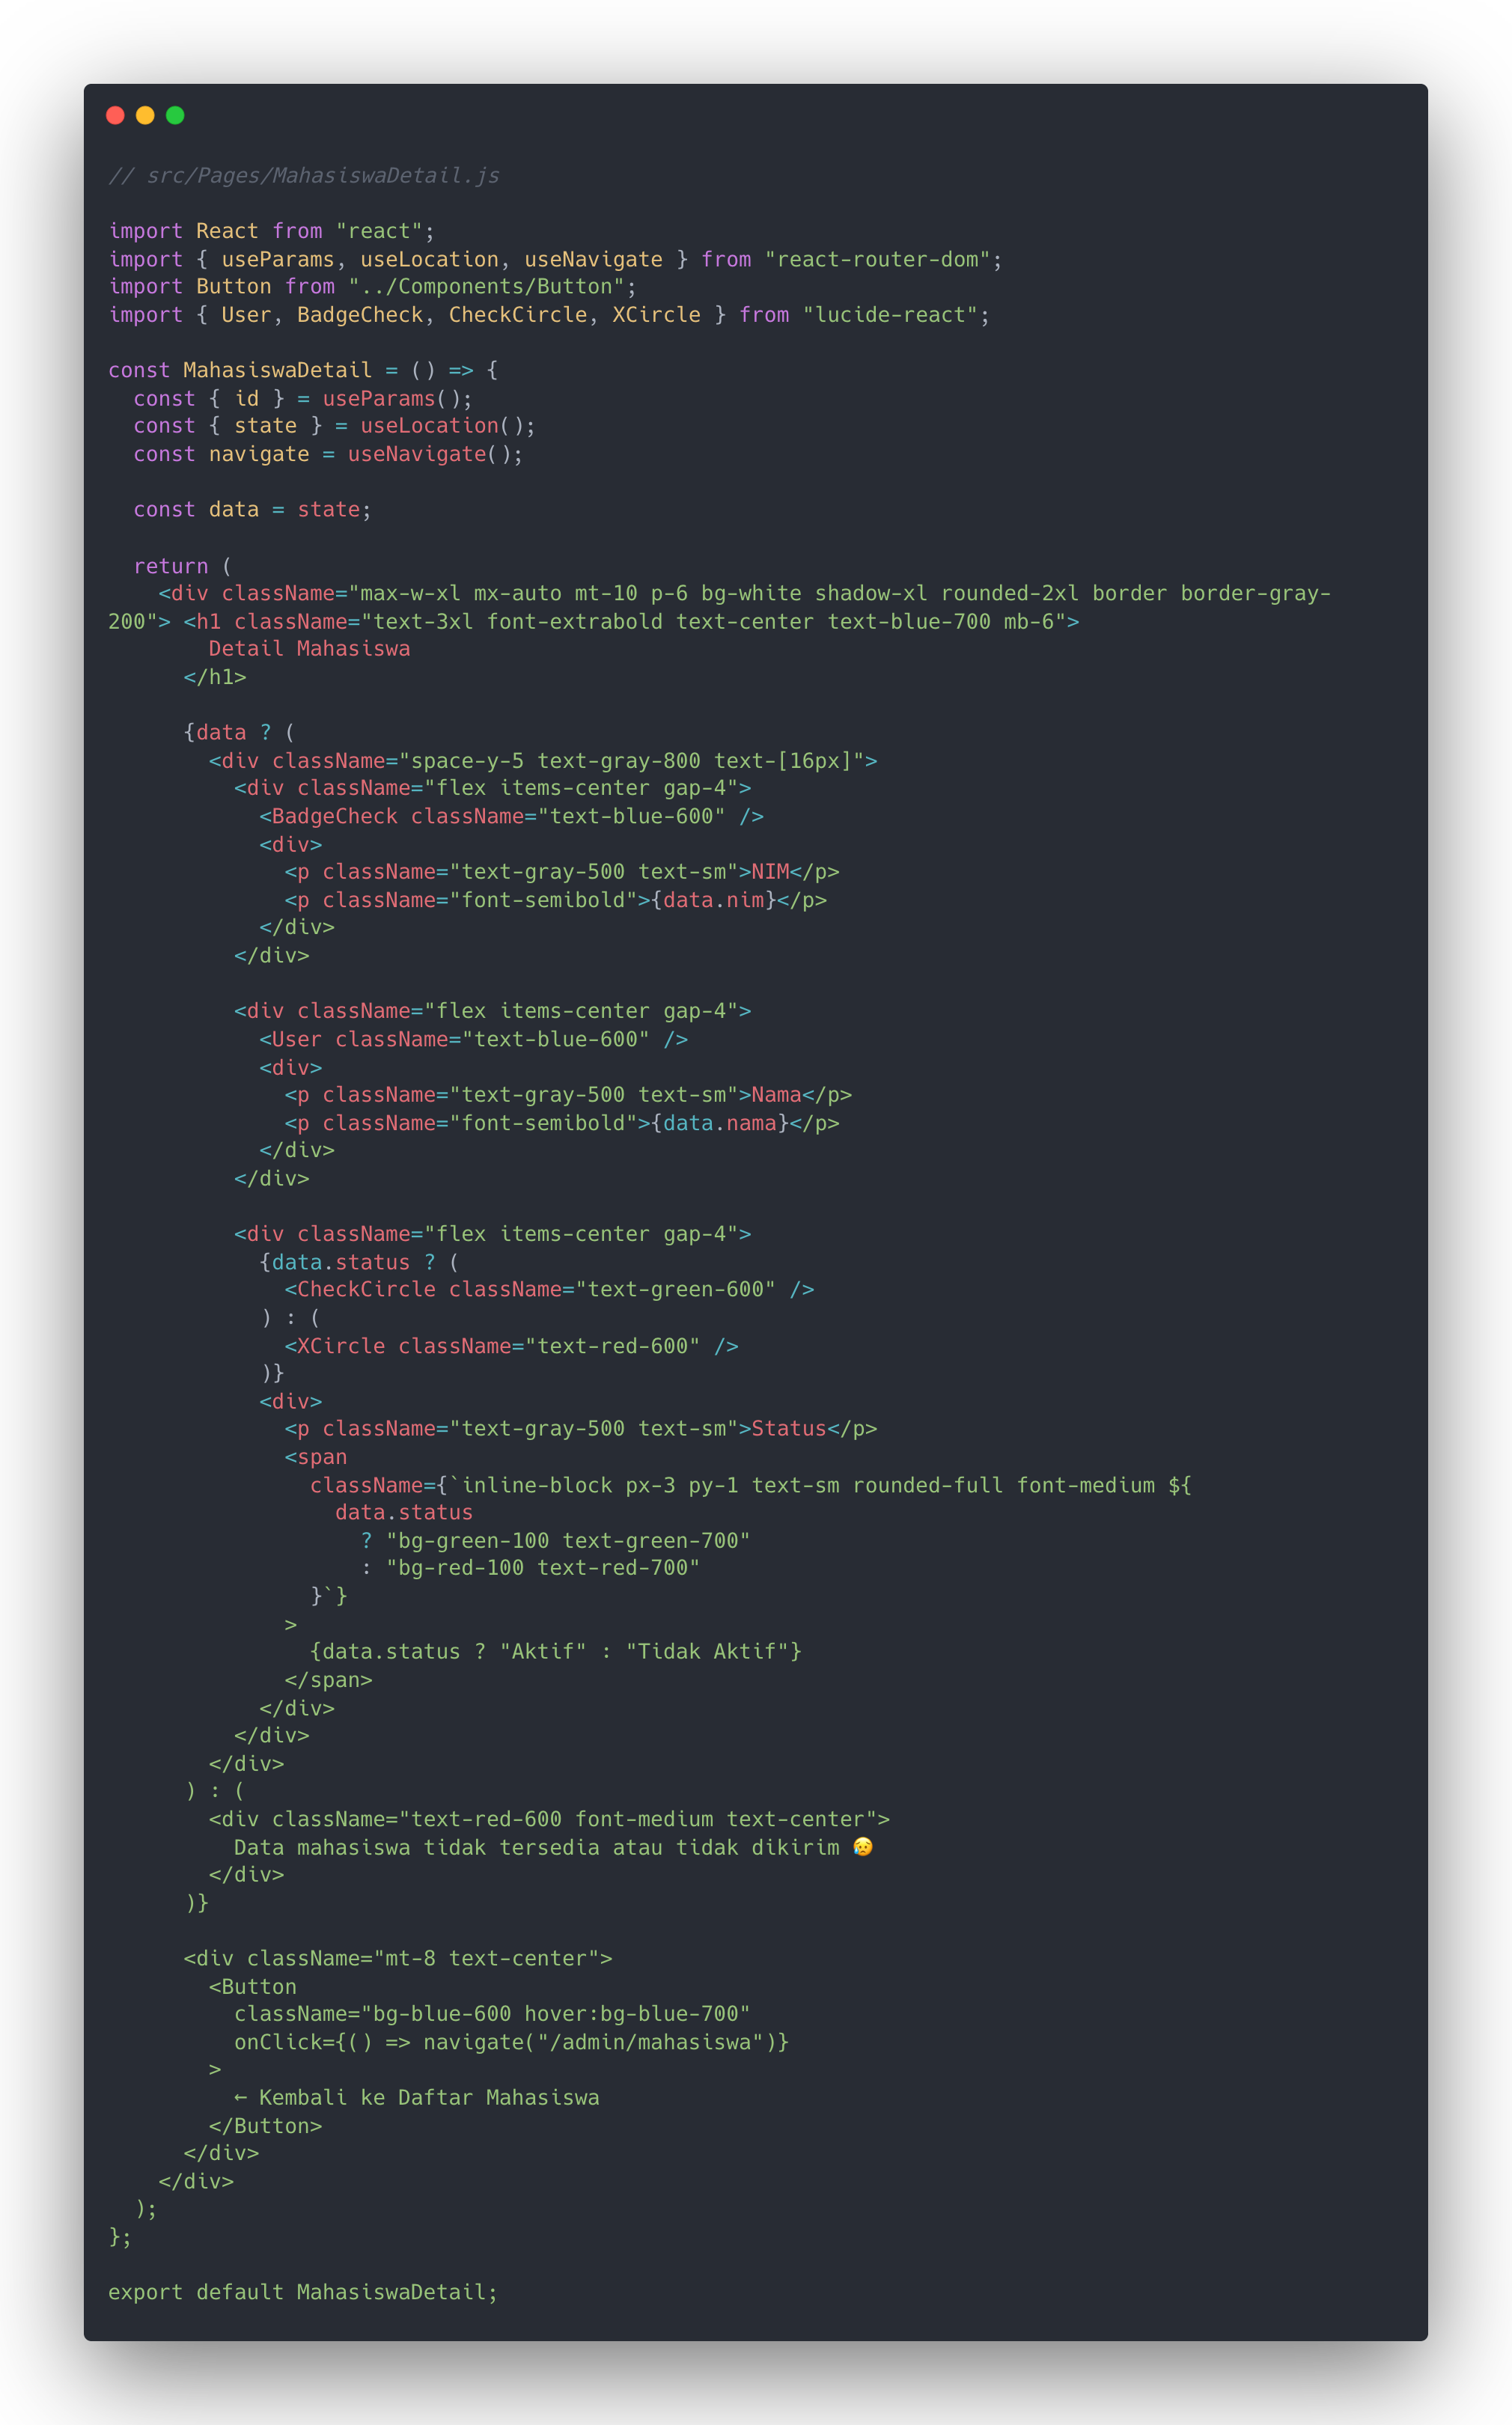 // src/Pages/MahasiswaDetail.js

import React from "react";
import { useParams, useLocation, useNavigate } from "react-router-dom";
import Button from "../Components/Button";
import { User, BadgeCheck, CheckCircle, XCircle } from "lucide-react";

const MahasiswaDetail = () => {
  const { id } = useParams();
  const { state } = useLocation();
  const navigate = useNavigate();

  const data = state;

  return (
    <div className="max-w-xl mx-auto mt-10 p-6 bg-white shadow-xl rounded-2xl border border-gray-
200"> <h1 className="text-3xl font-extrabold text-center text-blue-700 mb-6">
        Detail Mahasiswa
      </h1>

      {data ? (
        <div className="space-y-5 text-gray-800 text-[16px]">
          <div className="flex items-center gap-4">
            <BadgeCheck className="text-blue-600" />
            <div>
              <p className="text-gray-500 text-sm">NIM</p>
              <p className="font-semibold">{data.nim}</p>
            </div>
          </div>

          <div className="flex items-center gap-4">
            <User className="text-blue-600" />
            <div>
              <p className="text-gray-500 text-sm">Nama</p>
              <p className="font-semibold">{data.nama}</p>
            </div>
          </div>

          <div className="flex items-center gap-4">
            {data.status ? (
              <CheckCircle className="text-green-600" />
            ) : (
              <XCircle className="text-red-600" />
            )}
            <div>
              <p className="text-gray-500 text-sm">Status</p>
              <span
                className={`inline-block px-3 py-1 text-sm rounded-full font-medium ${
                  data.status
                    ? "bg-green-100 text-green-700"
                    : "bg-red-100 text-red-700"
                }`}
              >
                {data.status ? "Aktif" : "Tidak Aktif"}
              </span>
            </div>
          </div>
        </div>
      ) : (
        <div className="text-red-600 font-medium text-center">
          Data mahasiswa tidak tersedia atau tidak dikirim 😥
        </div>
      )}

      <div className="mt-8 text-center">
        <Button
          className="bg-blue-600 hover:bg-blue-700"
          onClick={() => navigate("/admin/mahasiswa")}
        >
          ← Kembali ke Daftar Mahasiswa
        </Button>
      </div>
    </div>
  );
};

export default MahasiswaDetail;